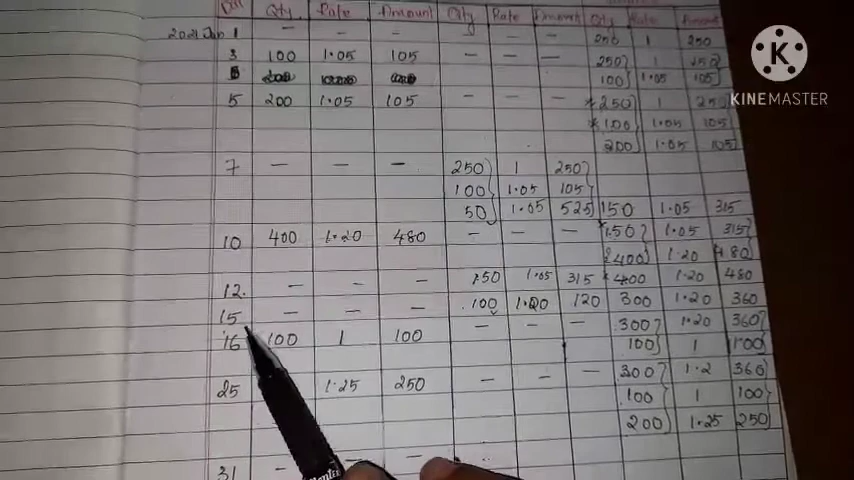 Qty Rate Amount Qty Rate Amount Qty Rate Amount
2021 Jan 1 — — — — — 250 1 250
3 100 1.05 105 — — — 250 1 250
100 1.05 105
5 200 1.05 105 — — — *250 1 250
*100 1.05 105
200 1.05 105
7 — — — 250 1 250
100 1.05 105
50 1.05 525 150 1.05 315
10 400 1.20 480 — — — *150 1.05 315
400 1.20 480
12 — — — 150 1.05 315 *400 1.20 480
15 — — — 100 1.20 120 300 1.20 360
16 100 1 100 — — — 300 1.20 360
100 1 100
25 1.25 250 — — — 300 1.2 360
100 1 100
200 1.25 250
31 — —
KINEMASTER